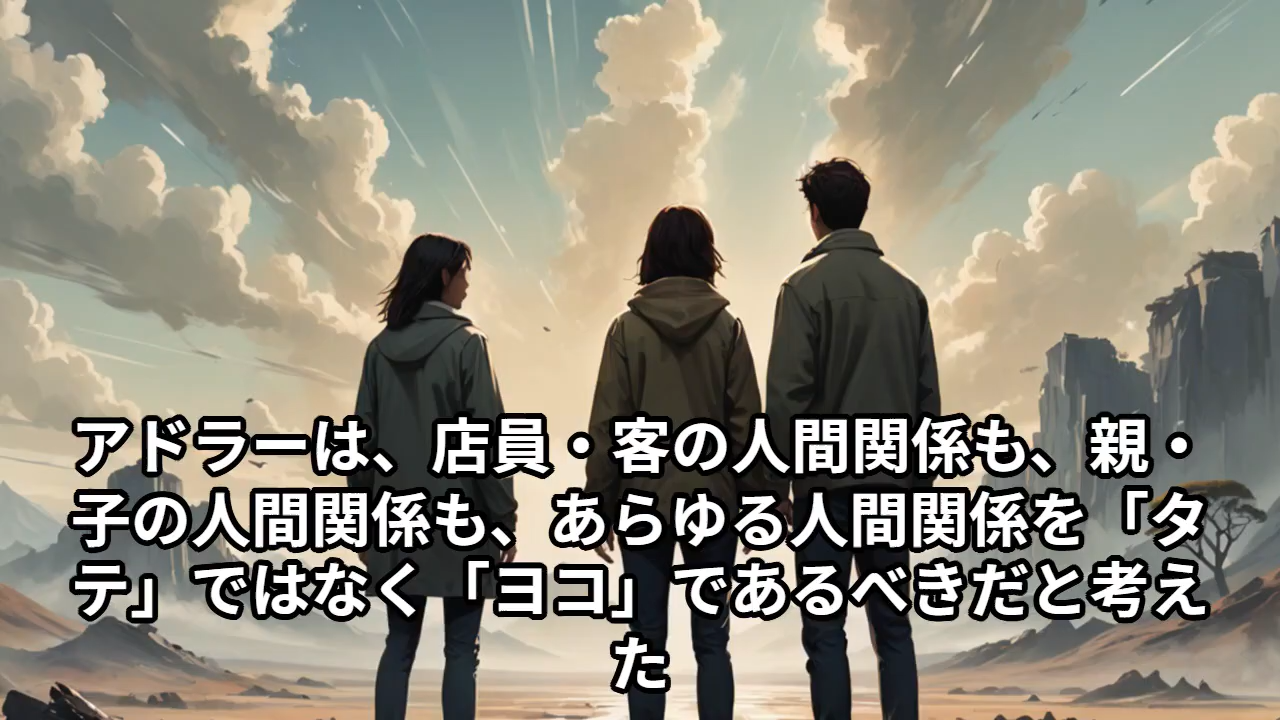 アドラーは、店員・客の人間関係も、親・
子の人間関係も、あらゆる人間関係を「タ
テ」ではなく「ヨコ」であるべきだと考え
た